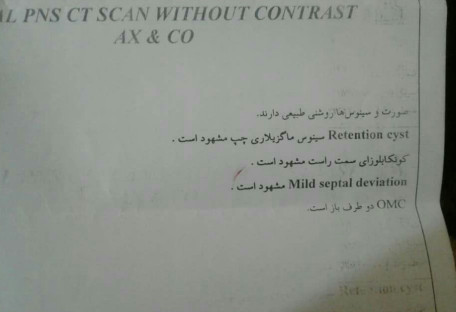 AL PNS CT SCAN WITHOUT CONTRAST
AX & CO
صورت و سینوس‌ها روشنی طبیعی دارند.
Retention cyst سینوس ماگزیلاری چپ مشهود است .
کونکابلوزای سمت راست مشهود است .
Mild septal deviation مشهود است .
OMC دو طرف باز است.